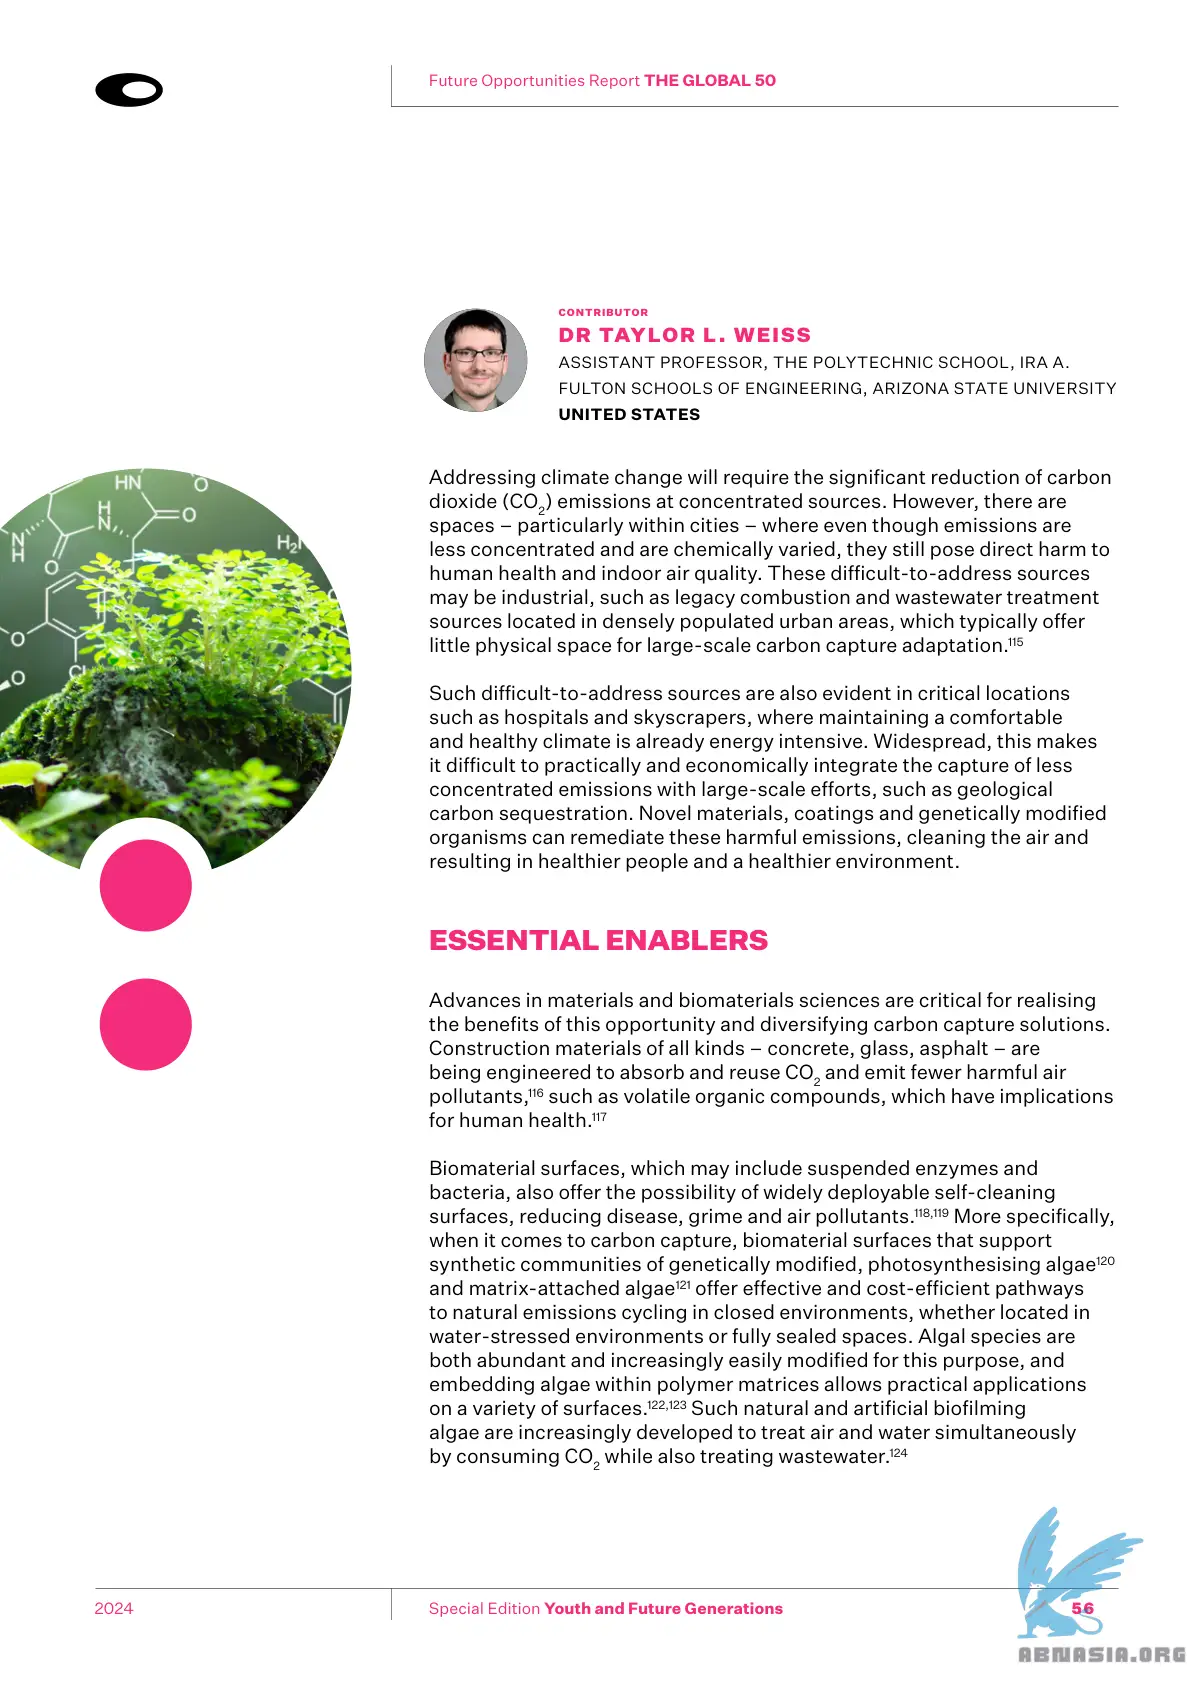 Future Opportunities Report THE GLOBAL 50
CONTRIBUTOR
DR TAYLOR L. WEISS
ASSISTANT PROFESSOR, THE POLYTECHNIC SCHOOL, IRA A.
FULTON SCHOOLS OF ENGINEERING, ARIZONA STATE UNIVERSITY
UNITED STATES
HN
O
H
N
O
N
H
O
H₂
O
Cl
O
Addressing climate change will require the significant reduction of carbon
dioxide (CO₂) emissions at concentrated sources. However, there are
spaces – particularly within cities – where even though emissions are
less concentrated and are chemically varied, they still pose direct harm to
human health and indoor air quality. These difficult-to-address sources
may be industrial, such as legacy combustion and wastewater treatment
sources located in densely populated urban areas, which typically offer
little physical space for large-scale carbon capture adaptation.¹¹⁵
Such difficult-to-address sources are also evident in critical locations
such as hospitals and skyscrapers, where maintaining a comfortable
and healthy climate is already energy intensive. Widespread, this makes
it difficult to practically and economically integrate the capture of less
concentrated emissions with large-scale efforts, such as geological
carbon sequestration. Novel materials, coatings and genetically modified
organisms can remediate these harmful emissions, cleaning the air and
resulting in healthier people and a healthier environment.
ESSENTIAL ENABLERS
Advances in materials and biomaterials sciences are critical for realising
the benefits of this opportunity and diversifying carbon capture solutions.
Construction materials of all kinds – concrete, glass, asphalt – are
being engineered to absorb and reuse CO₂ and emit fewer harmful air
pollutants,¹¹⁶ such as volatile organic compounds, which have implications
for human health.¹¹⁷
Biomaterial surfaces, which may include suspended enzymes and
bacteria, also offer the possibility of widely deployable self-cleaning
surfaces, reducing disease, grime and air pollutants.¹¹⁸,¹¹⁹ More specifically,
when it comes to carbon capture, biomaterial surfaces that support
synthetic communities of genetically modified, photosynthesising algae¹²⁰
and matrix-attached algae¹²¹ offer effective and cost-efficient pathways
to natural emissions cycling in closed environments, whether located in
water-stressed environments or fully sealed spaces. Algal species are
both abundant and increasingly easily modified for this purpose, and
embedding algae within polymer matrices allows practical applications
on a variety of surfaces.¹²²,¹²³ Such natural and artificial biofilming
algae are increasingly developed to treat air and water simultaneously
by consuming CO₂ while also treating wastewater.¹²⁴
2024
Special Edition Youth and Future Generations
56
ABNASIA.ORG